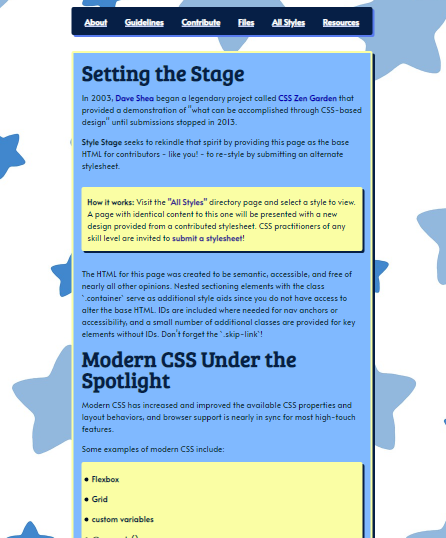 About Guidelines Contribute Files All Styles Resources
Setting the Stage
In 2003, Dave Shea began a legendary project called CSS Zen Garden that
provided a demonstration of "what can be accomplished through CSS-based
design" until submissions stopped in 2013.
Style Stage seeks to rekindle that spirit by providing this page as the base
HTML for contributors - like you! - to re-style by submitting an alternate
stylesheet.
How it works: Visit the "All Styles" directory page and select a style to view.
A page with identical content to this one will be presented with a new
design provided from a contributed stylesheet. CSS practitioners of any
skill level are invited to submit a stylesheet!
The HTML for this page was created to be semantic, accessible, and free of
nearly all opinions. Nested sectioning elements with the class
`.container` serve as additional style aids since you do not have access to
alter the base HTML. IDs are included where needed for nav anchors or
accessibility, and a small number of additional classes are provided for key
elements without IDs. Don't forget the `.skip-link`!
Modern CSS Under the
Spotlight
Modern CSS has increased and improved the available CSS properties and
layout behaviors, and browser support is nearly in sync for most high-touch
features.
Some examples of modern CSS include:
• Flexbox
• Grid
• custom variables